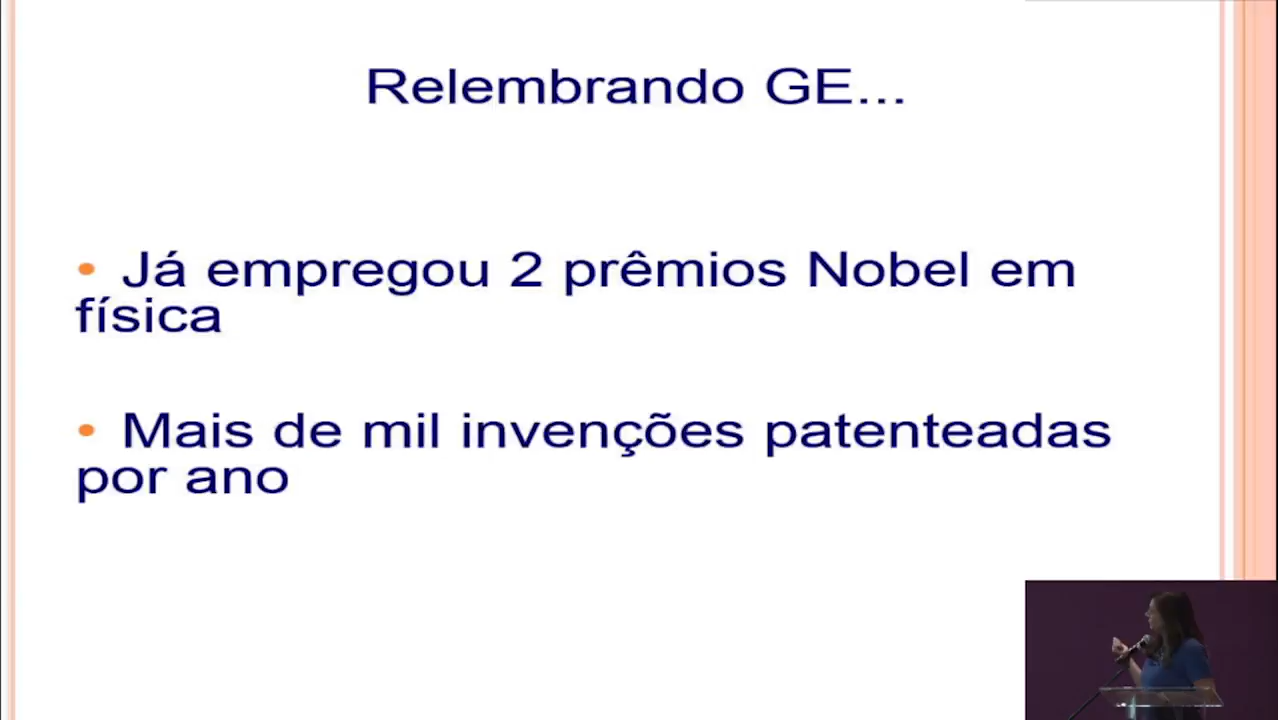 Relembrando GE...
• Já empregou 2 prêmios Nobel em
física
• Mais de mil invenções patenteadas
por ano